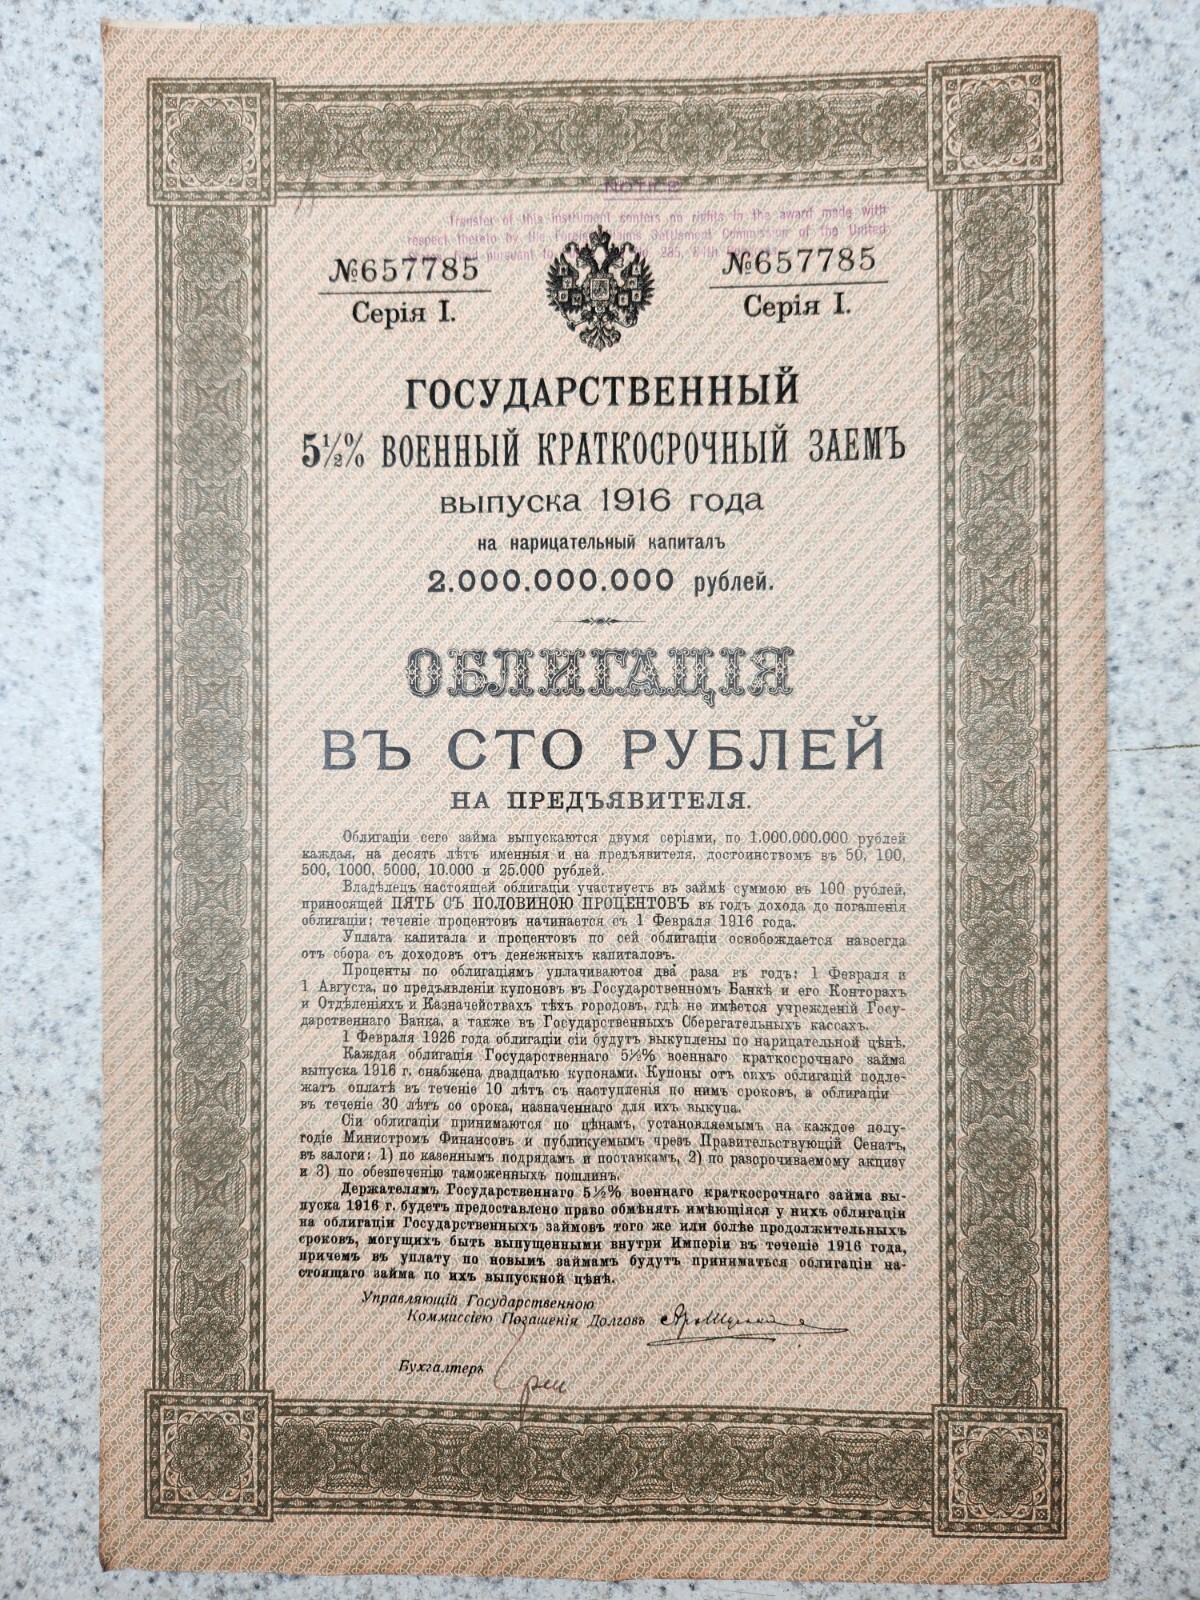 NOTICE
Transfer of this instrument confers no rights in the award made with
respect thereto by the Foreign Claims Settlement Commission of the United
pursuant to 285, 84th
№657785
Серія I.
№657785
Серія I.
ГОСУДАРСТВЕННЫЙ
5½% ВОЕННЫЙ КРАТКОСРОЧНЫЙ ЗАЕМЪ
выпуска 1916 года
на нарицательный капиталъ
2.000.000.000 рублей.
ОБЛИГАЦІЯ
ВЪ СТО РУБЛЕЙ
НА ПРЕДЪЯВИТЕЛЯ.
Облигаціи сего займа выпускаются двумя серіями, по 1.000.000.000 рублей
каждая, на десять лѣтъ именныя и на предъявителя, достоинствомъ въ 50, 100,
500, 1000, 5000, 10.000 и 25.000 рублей.
Владѣлецъ настоящей облигаціи участвуетъ въ займѣ суммою въ 100 рублей,
приносящей ПЯТЬ СЪ ПОЛОВИНОЮ ПРОЦЕНТОВЪ въ годъ дохода до погашенія
облигаціи; теченіе процентовъ начинается съ 1 Февраля 1916 года.
Уплата капитала и процентовъ по сей облигаціи освобождается навсегда
отъ сбора съ доходовъ отъ денежныхъ капиталовъ.
Проценты по облигаціямъ уплачиваются два раза въ годъ: 1 Февраля и
1 Августа, по предъявленіи купоновъ въ Государственномъ Банкѣ и его Конторахъ
и Отдѣленіяхъ и Казначействахъ тѣхъ городовъ, гдѣ не имѣется учрежденій Госу-
дарственнаго Банка, а также въ Государственныхъ Сберегательныхъ кассахъ.
1 Февраля 1926 года облигаціи сіи будутъ выкуплены по нарицательной цѣнѣ.
Каждая облигація Государственнаго 5½% военнаго краткосрочнаго займа
выпуска 1916 г. снабжена двадцатью купонами. Купоны отъ сихъ облигацій подле-
жатъ оплатѣ въ теченіе 10 лѣтъ съ наступленія по нимъ сроковъ, а облигаціи
въ теченіе 30 лѣтъ со срока, назначеннаго для ихъ выкупа.
Сіи облигаціи принимаются по цѣнамъ, установляемымъ на каждое полу-
годіе Министромъ Финансовъ и публикуемымъ чрезъ Правительствующій Сенатъ,
въ залоги: 1) по казеннымъ подрядамъ и поставкамъ, 2) по разсрочиваемому акцизу
и 3) по обезпеченію таможенныхъ пошлинъ.
Держателямъ Государственнаго 5½% военнаго краткосрочнаго займа вы-
пуска 1916 г. будетъ предоставлено право обмѣнять имѣющіяся у нихъ облигаціи
на облигаціи Государственныхъ займовъ того же или болѣе продолжительныхъ
сроковъ, могущихъ быть выпущенными внутри Имперіи въ теченіе 1916 года,
причемъ въ уплату по новымъ займамъ будутъ приниматься облигаціи на-
стоящаго займа по ихъ выпускной цѣнѣ.
Управляющій Государственною
Коммиссіею Погашенія Долговъ
Бухгалтеръ